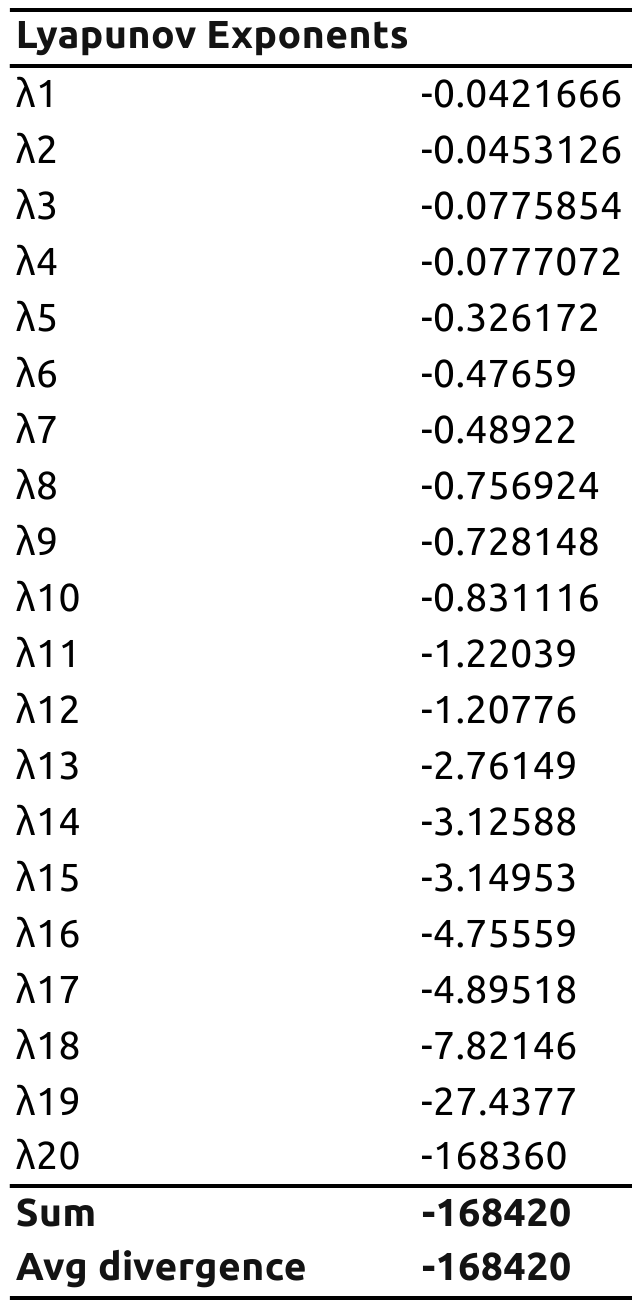 Lyapunov Exponents
λ1 -0.0421666
λ2 -0.0453126
λ3 -0.0775854
λ4 -0.0777072
λ5 -0.326172
λ6 -0.47659
λ7 -0.48922
λ8 -0.756924
λ9 -0.728148
λ10 -0.831116
λ11 -1.22039
λ12 -1.20776
λ13 -2.76149
λ14 -3.12588
λ15 -3.14953
λ16 -4.75559
λ17 -4.89518
λ18 -7.82146
λ19 -27.4377
λ20 -168360
Sum -168420
Avg divergence -168420